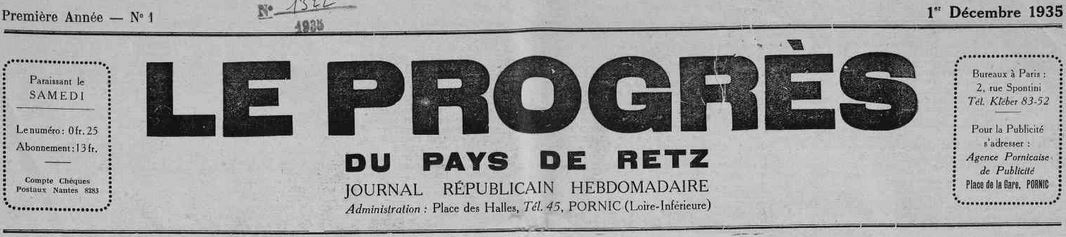 Première Année — N° 1
N°
1935
1er Décembre 1935
Paraissant le
SAMEDI
Le numéro : 0 fr. 25
Abonnement : 13 fr.
Compte Chèques
Postaux Nantes 8283
LE PROGRÈS
DU PAYS DE RETZ
JOURNAL RÉPUBLICAIN HEBDOMADAIRE
Administration : Place des Halles, Tél. 45, PORNIC (Loire-Inférieure)
Bureaux à Paris :
2, rue Spontini
Tél. Kléber 83-52
Pour la Publicité
s'adresser :
Agence Pornicaise
de Publicité
Place de la Gare, PORNIC